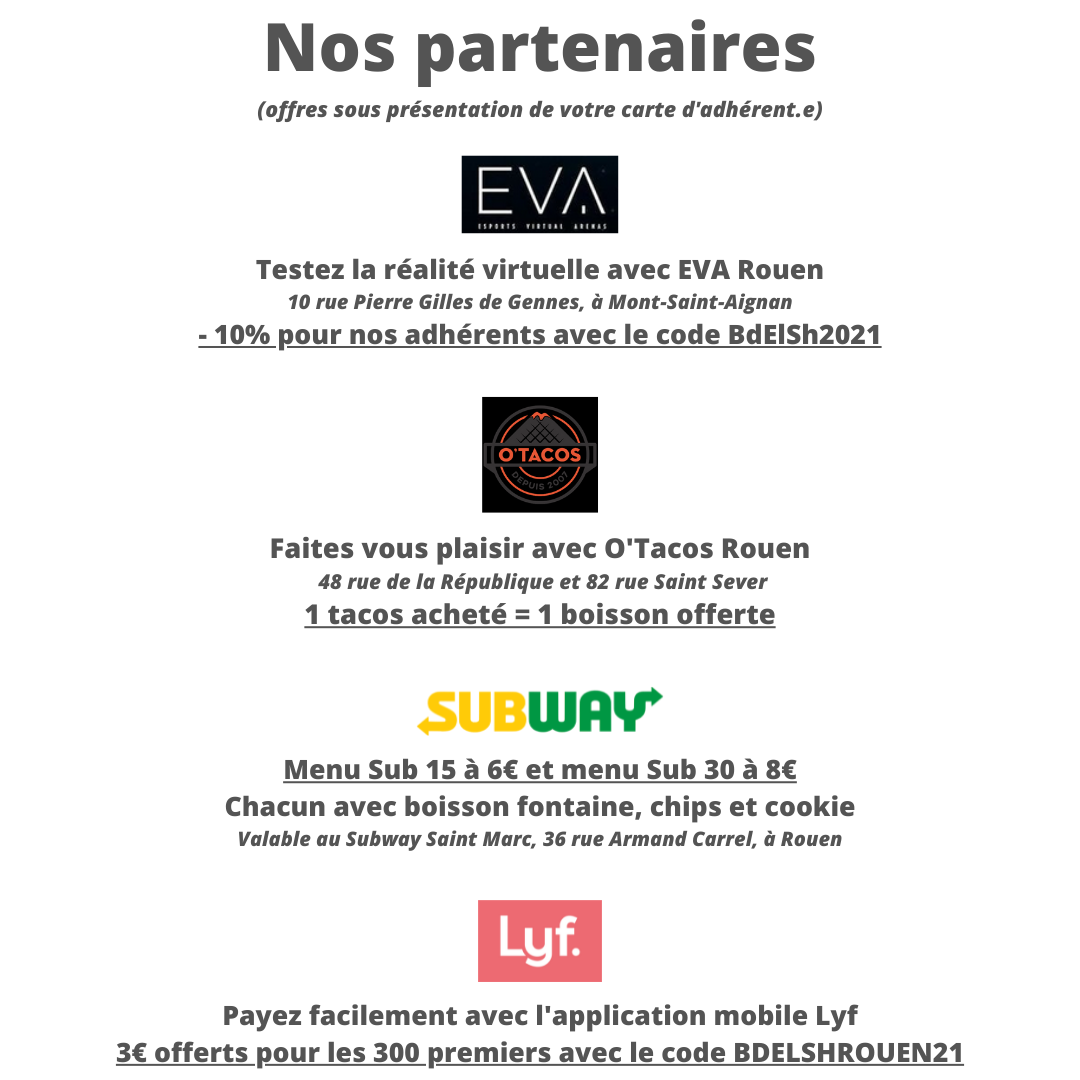 Nos partenaires
(offres sous présentation de votre carte d'adhérent.e)
EVA
ESPORTS VIRTUAL ARENAS
Testez la réalité virtuelle avec EVA Rouen
10 rue Pierre Gilles de Gennes, à Mont-Saint-Aignan
- 10% pour nos adhérents avec le code BdElSh2021
O'TACOS
DEPUIS 2007
Faites vous plaisir avec O'Tacos Rouen
48 rue de la République et 82 rue Saint Sever
1 tacos acheté = 1 boisson offerte
SUBWAY
Menu Sub 15 à 6€ et menu Sub 30 à 8€
Chacun avec boisson fontaine, chips et cookie
Valable au Subway Saint Marc, 36 rue Armand Carrel, à Rouen
Lyf.
Payez facilement avec l'application mobile Lyf
3€ offerts pour les 300 premiers avec le code BDELSHROUEN21